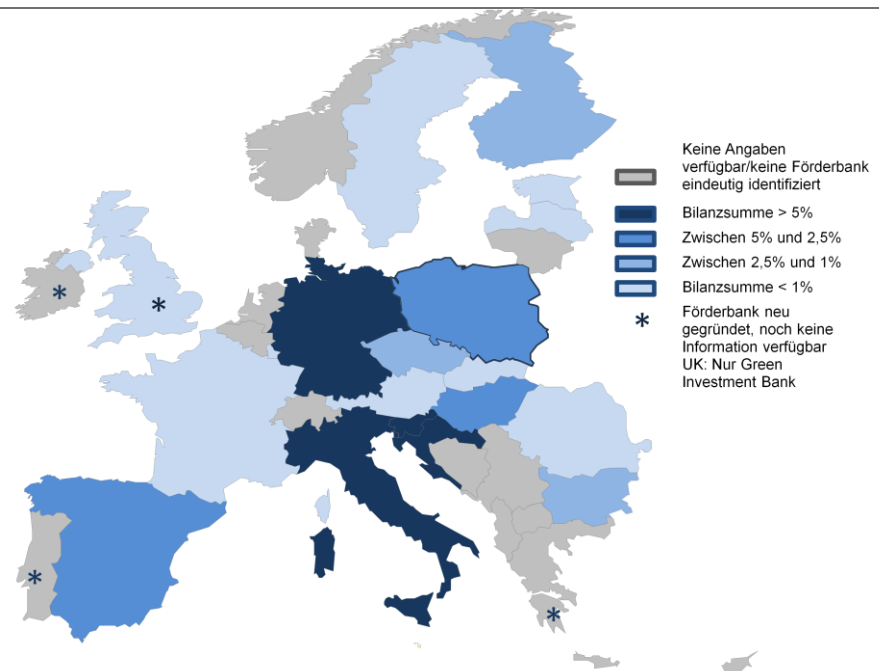 Keine Angaben
verfügbar/keine Förderbank
eindeutig identifiziert
Bilanzsumme > 5%
Zwischen 5% und 2,5%
Zwischen 2,5% und 1%
Bilanzsumme < 1%
* Förderbank neu
gegründet, noch keine
Information verfügbar
UK: Nur Green
Investment Bank
*
*
*
*